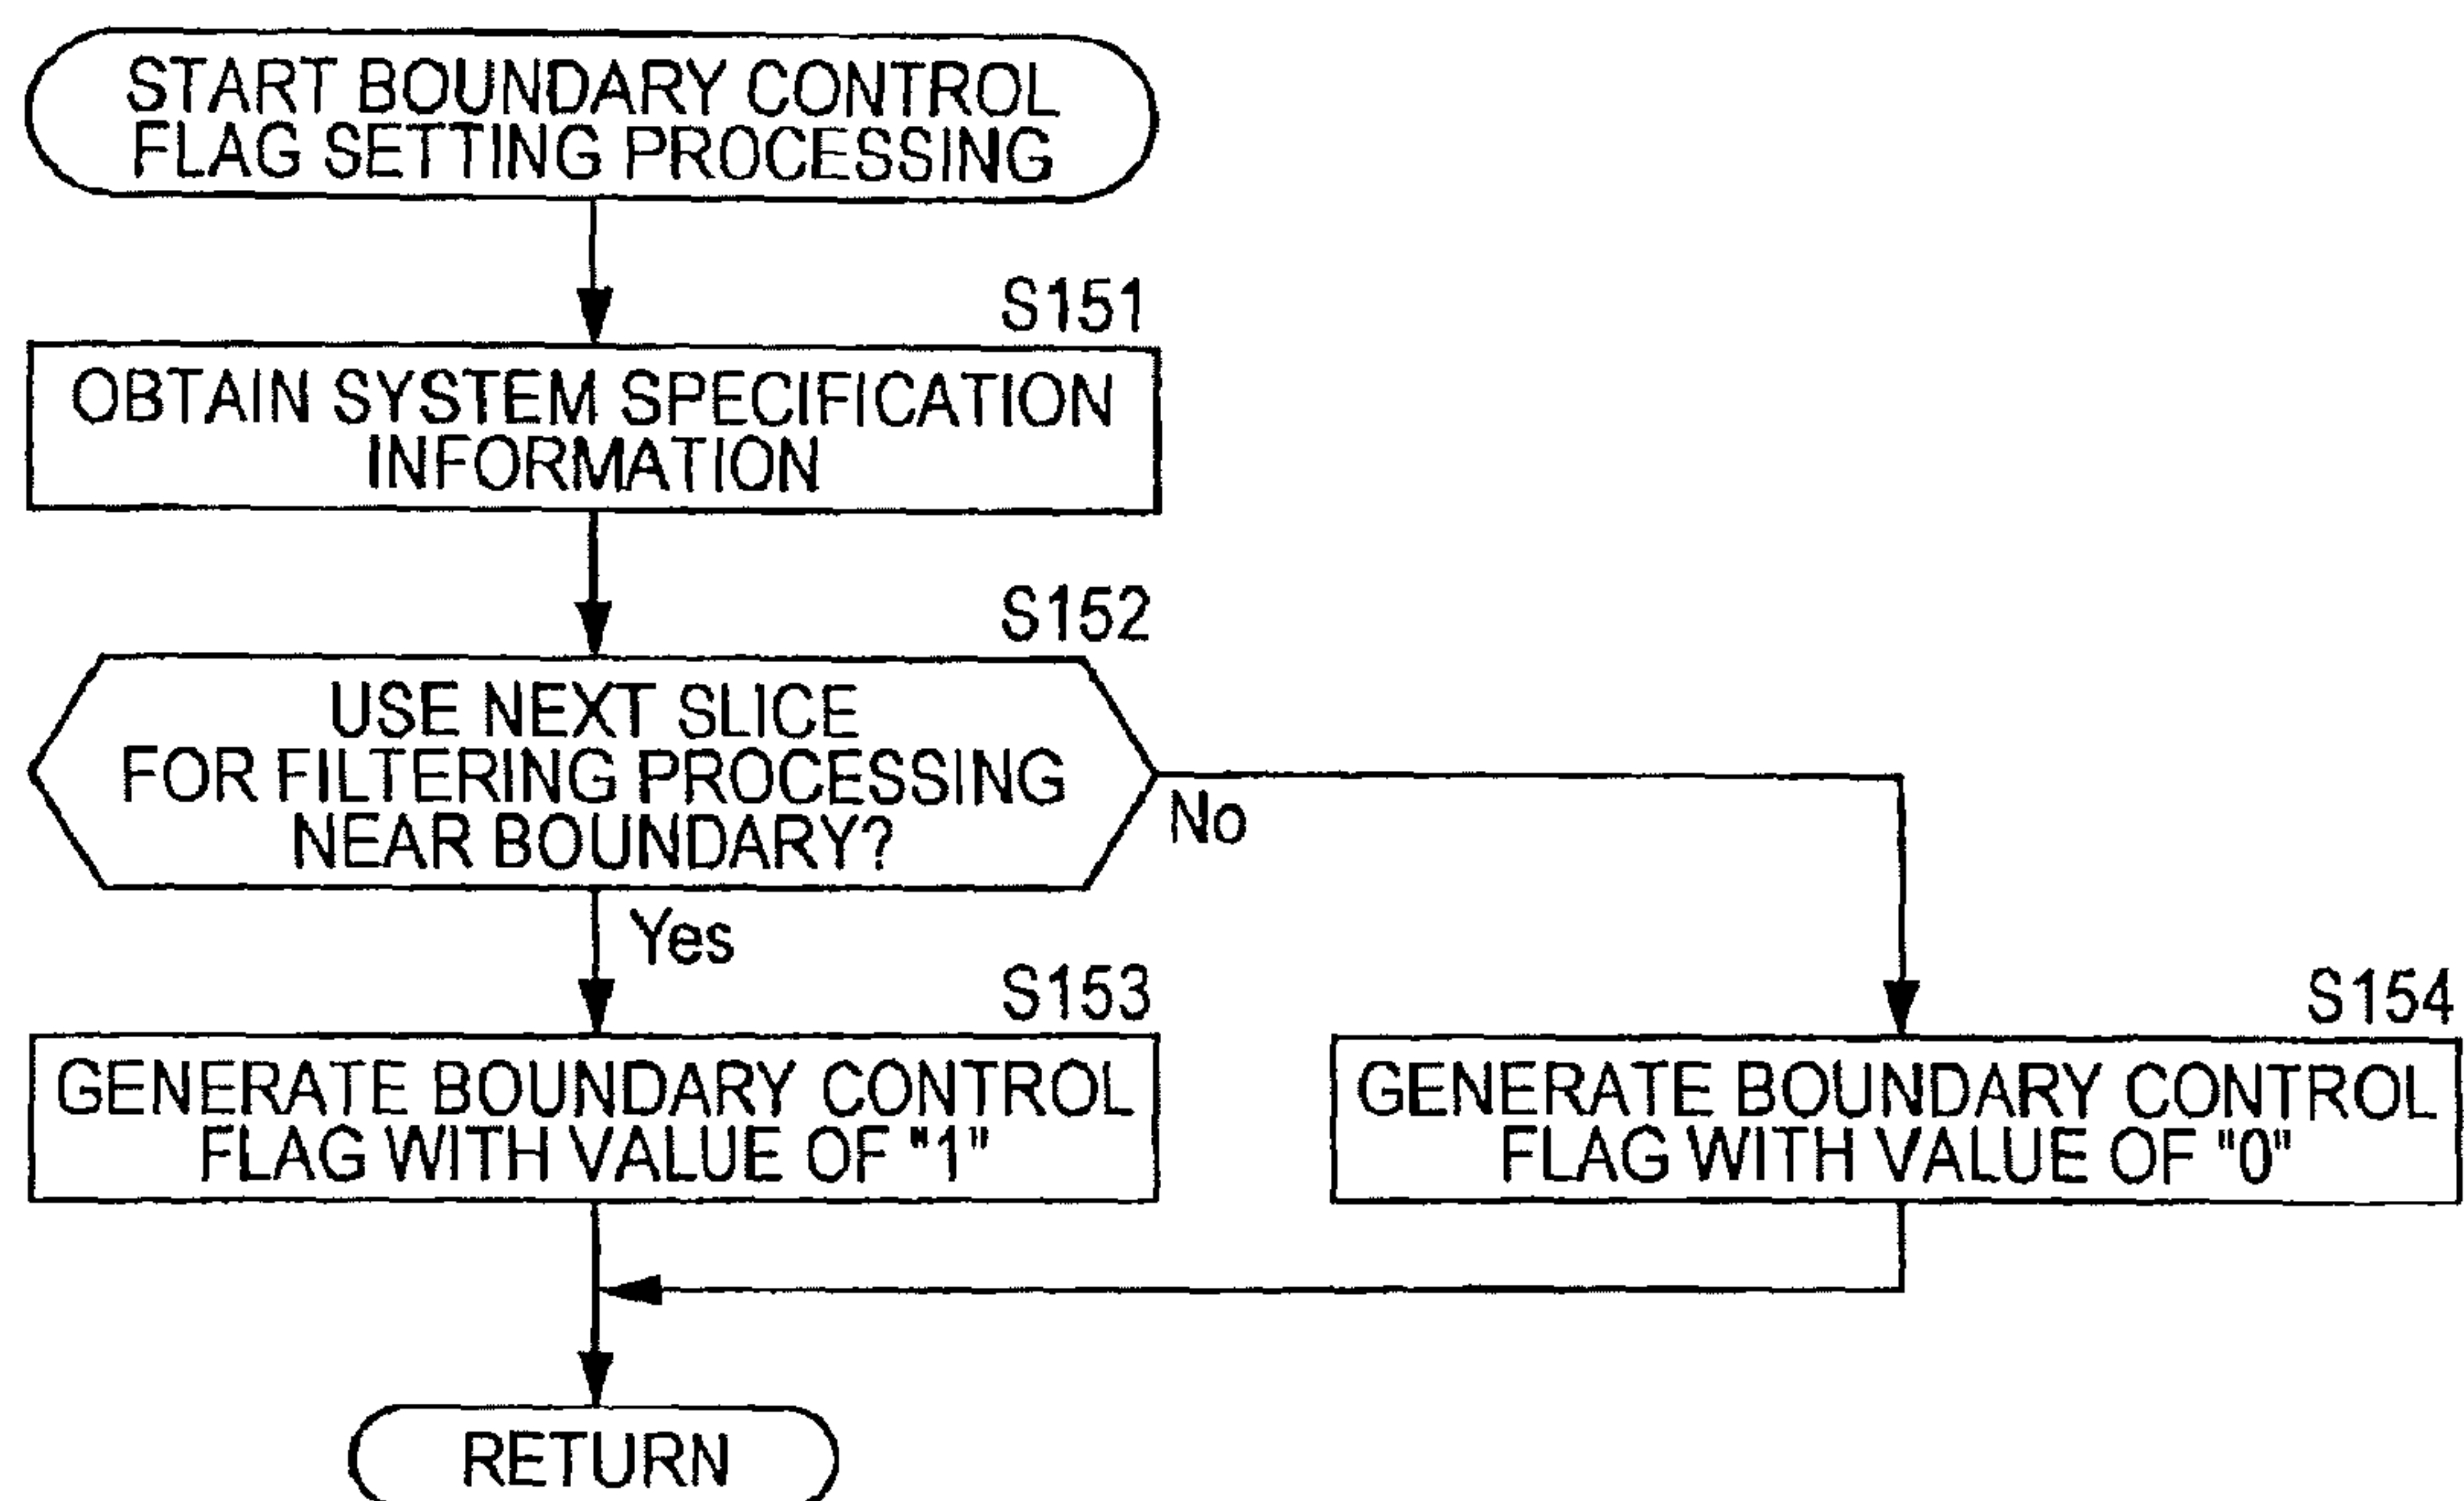 START BOUNDARY CONTROL
FLAG SETTING PROCESSING
S151
OBTAIN SYSTEM SPECIFICATION
INFORMATION
S152
USE NEXT SLICE
FOR FILTERING PROCESSING
NEAR BOUNDARY?
No
Yes
S153
GENERATE BOUNDARY CONTROL
FLAG WITH VALUE OF "1"
S154
GENERATE BOUNDARY CONTROL
FLAG WITH VALUE OF "0"
RETURN